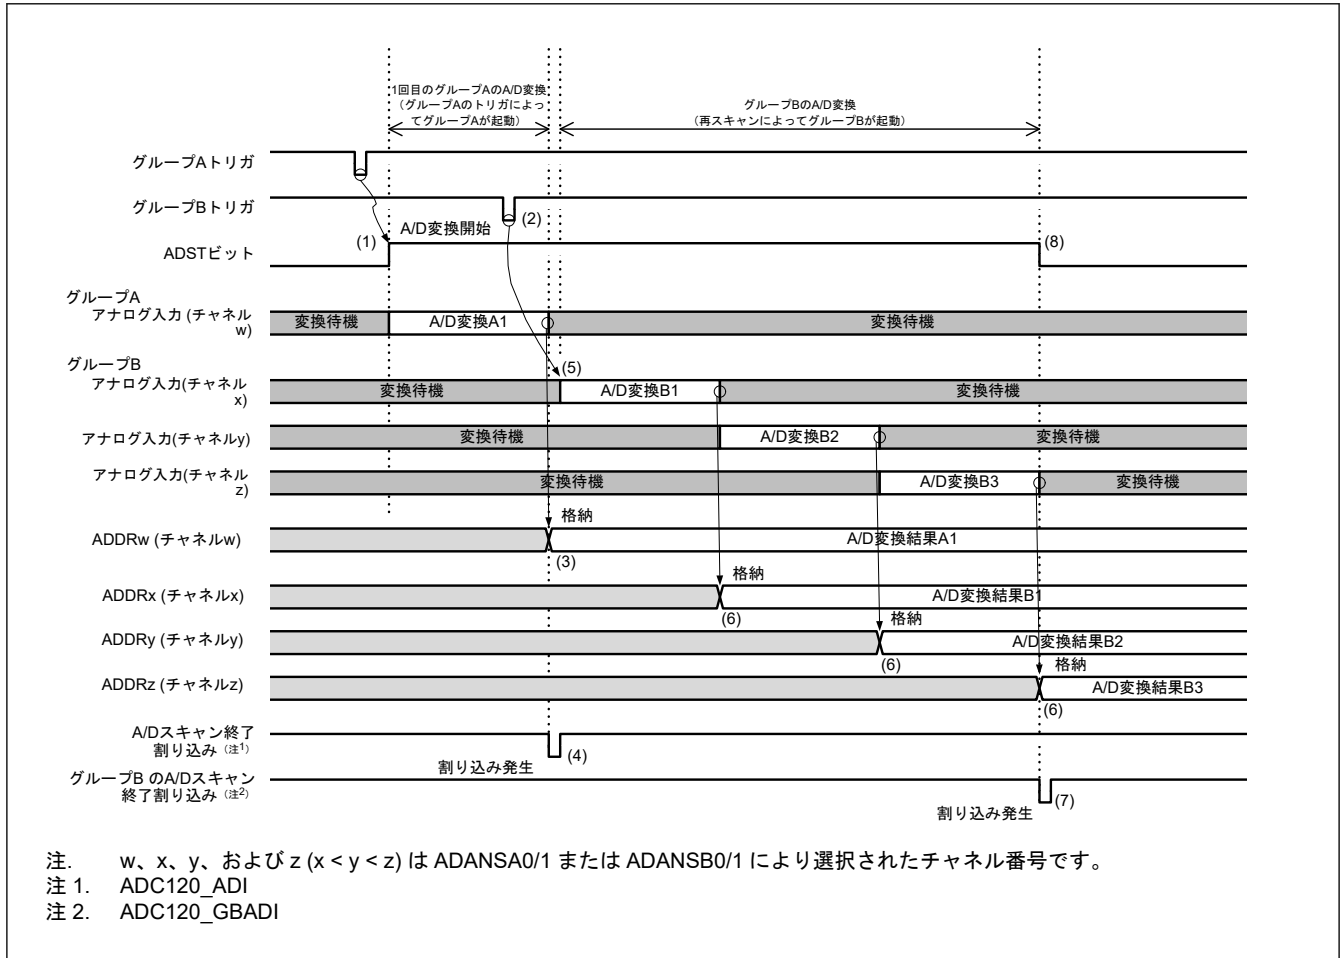 1回目のグループAのA/D変換
（グループAのトリガによっ
てグループAが起動）
グループBのA/D変換
（再スキャンによってグループBが起動）
グループAトリガ
グループBトリガ
(2)
A/D変換開始
(1)
(8)
ADSTビット
グループA
アナログ入力 (チャネル
w)
変換待機
A/D変換A1
変換待機
グループB
アナログ入力(チャネル
x)
(5)
変換待機
A/D変換B1
変換待機
アナログ入力(チャネルy)
変換待機
A/D変換B2
変換待機
アナログ入力(チャネル
z)
変換待機
A/D変換B3
変換待機
格納
ADDRw (チャネルw)
A/D変換結果A1
(3)
格納
ADDRx (チャネルx)
A/D変換結果B1
(6)
格納
ADDRy (チャネルy)
A/D変換結果B2
(6)
格納
ADDRz (チャネルz)
A/D変換結果B3
(6)
A/Dスキャン終了
割り込み（注1）
(4)
割り込み発生
グループB のA/Dスキャン
終了割り込み（注2）
(7)
割り込み発生
注. w、x、y、および z (x < y < z) は ADANSA0/1 または ADANSB0/1 により選択されたチャネル番号です。
注 1. ADC120_ADI
注 2. ADC120_GBADI